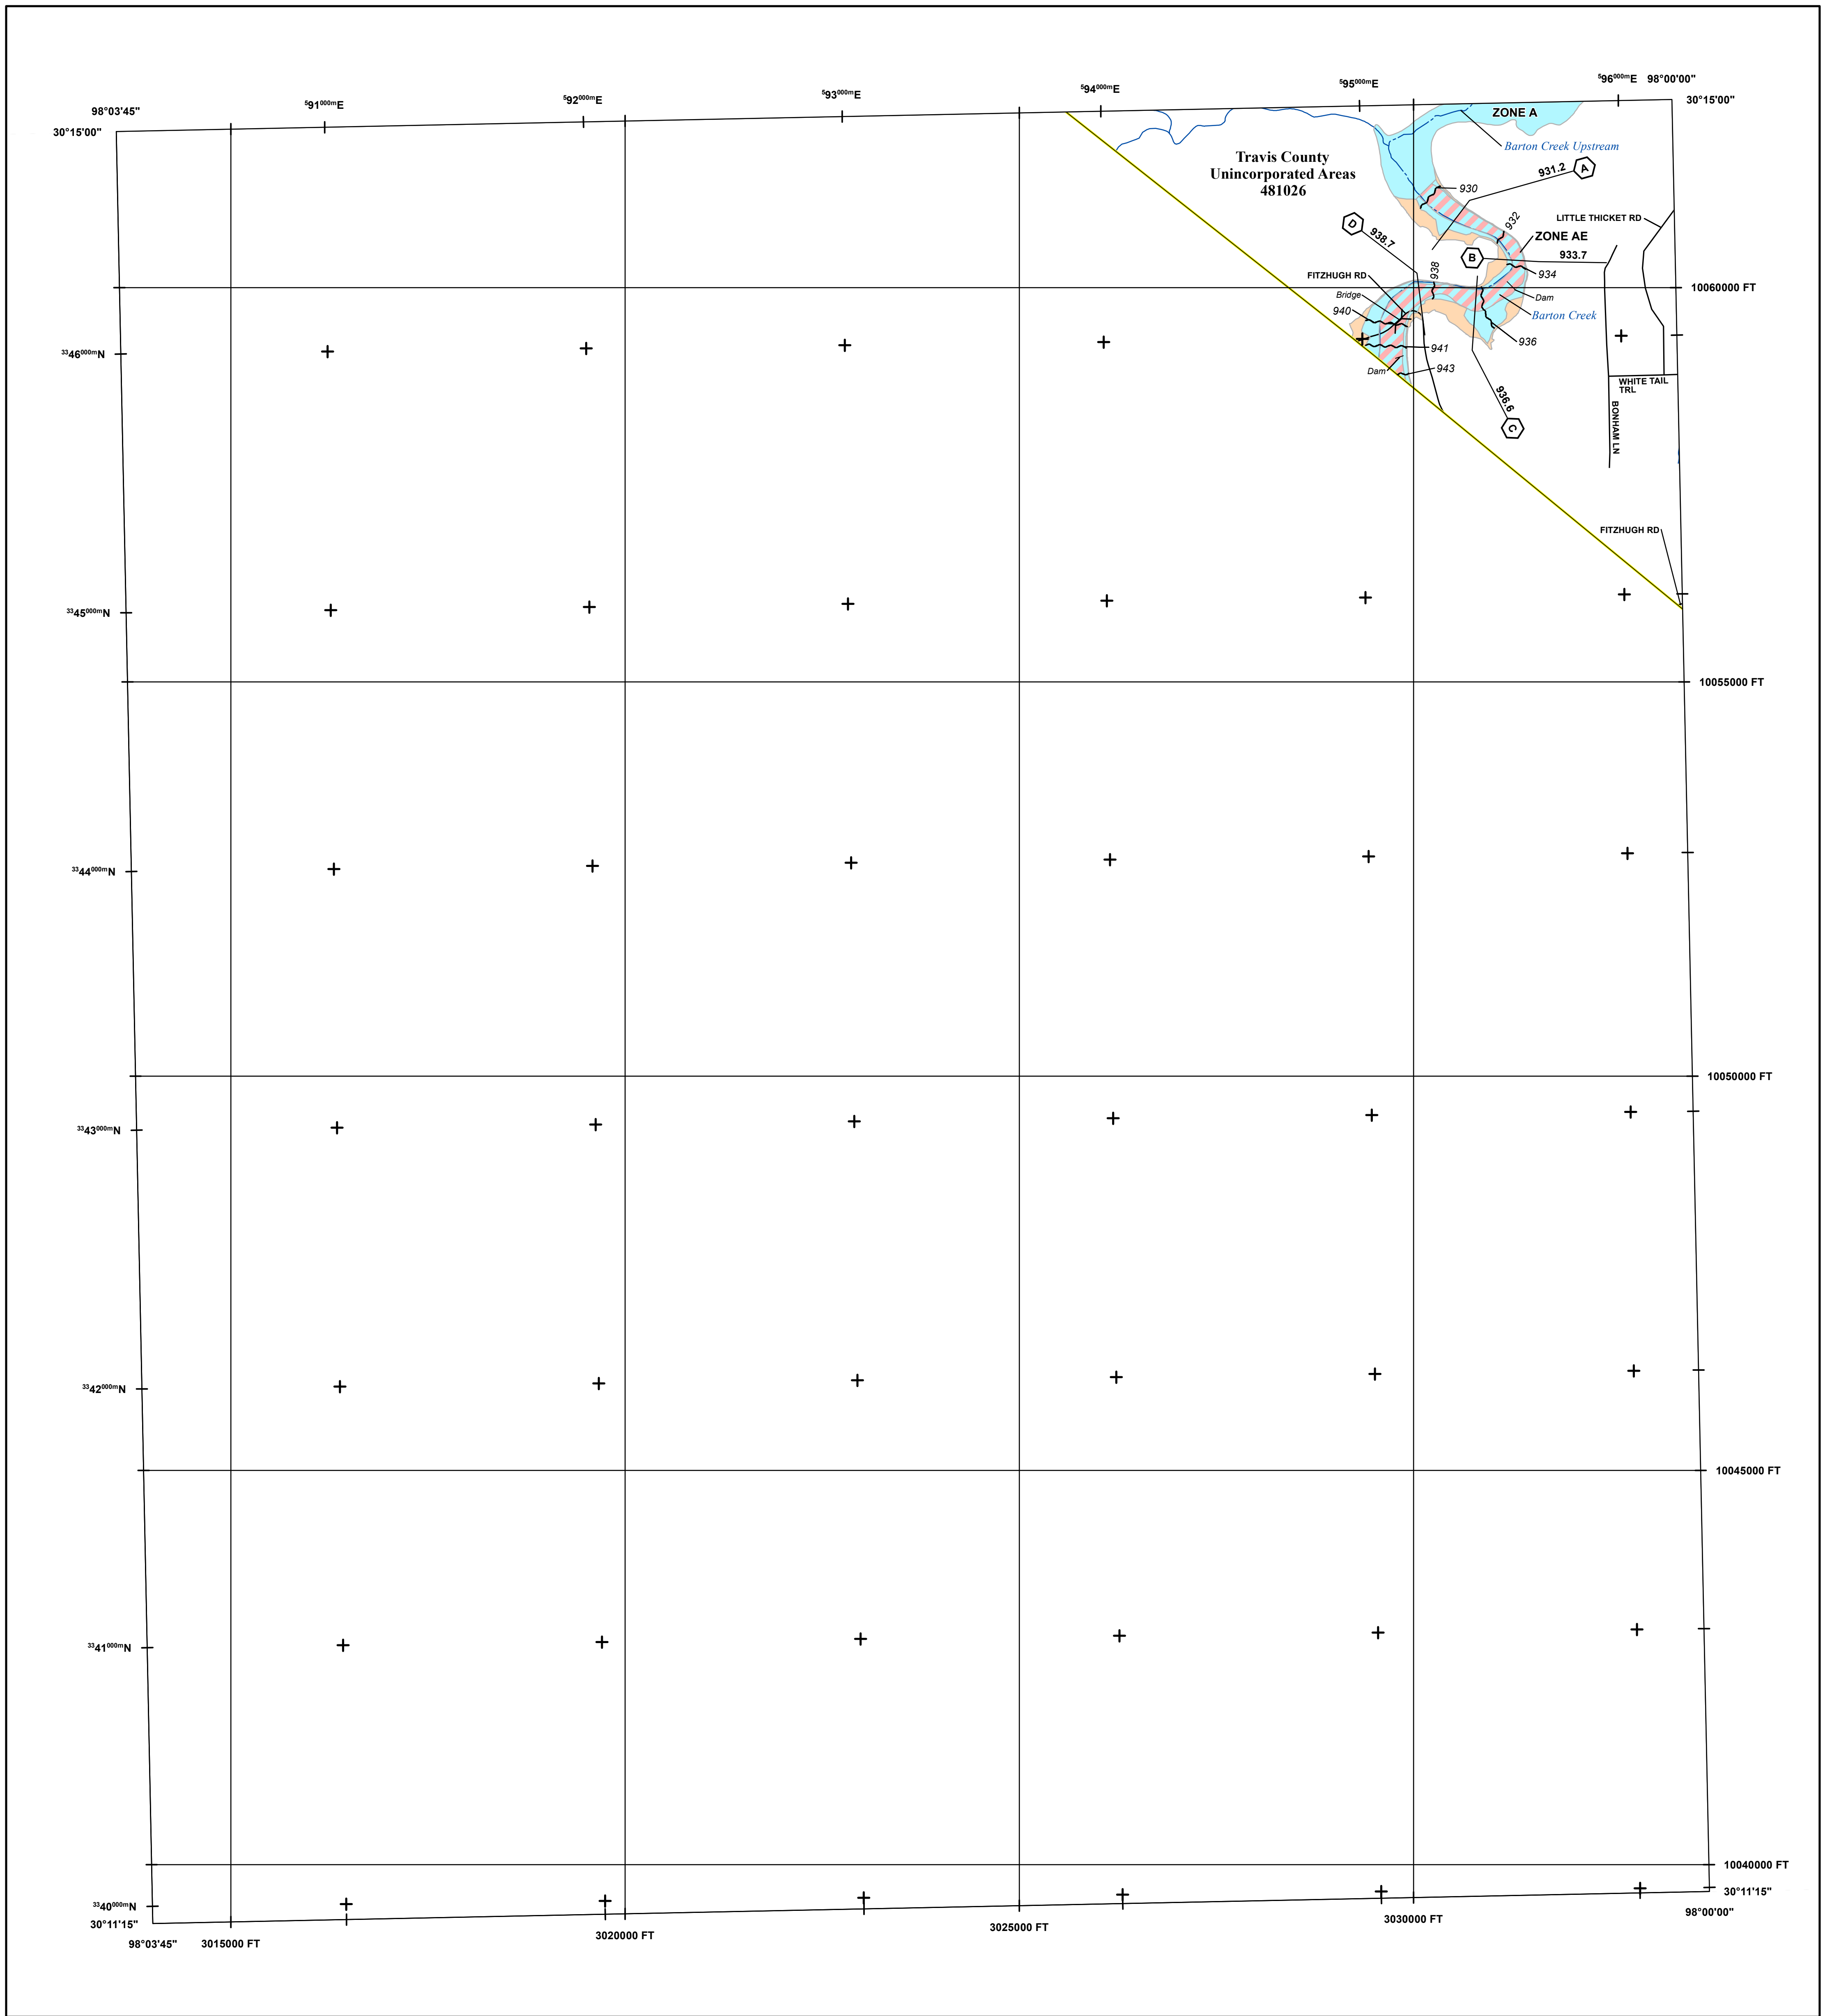 98°03'45"
591000mE
592000mE
593000mE
594000mE
595000mE
596000mE
98°00'00"
30°15'00"
30°15'00"
ZONE A
Barton Creek Upstream
Travis County
Unincorporated Areas
481026
931.2
A
930
D
938.7
932
LITTLE THICKET RD
ZONE AE
B
933.7
938
934
FITZHUGH RD
Bridge
Dam
10060000 FT
940
Barton Creek
936
3346000mN
941
943
Dam
WHITE TAIL
TRL
936.6
C
BONHAM LN
FITZHUGH RD
3345000mN
10055000 FT
3344000mN
10050000 FT
3343000mN
3342000mN
10045000 FT
3341000mN
10040000 FT
3340000mN
30°11'15"
30°11'15"
98°03'45"
3015000 FT
3020000 FT
3025000 FT
3030000 FT
98°00'00"